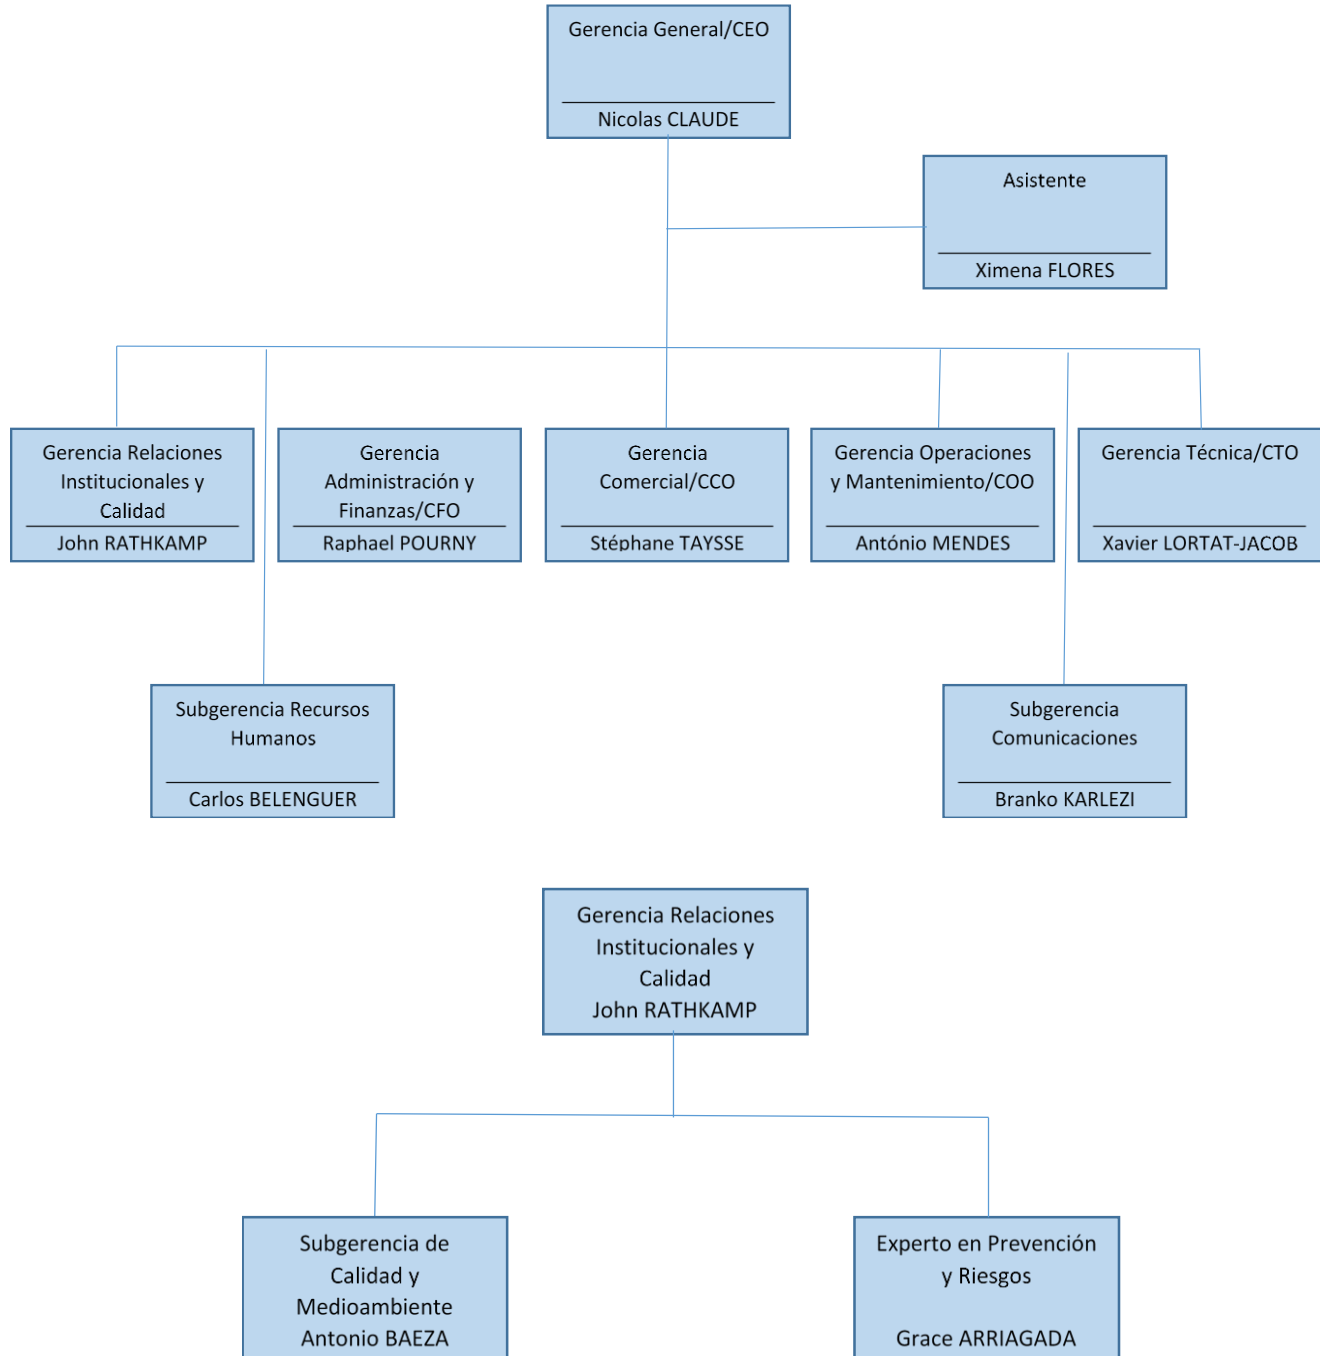 Gerencia General/CEO
Nicolas CLAUDE
Asistente
Ximena FLORES
Gerencia Relaciones
Institucionales y
Calidad
John RATHKAMP
Gerencia
Administración y
Finanzas/CFO
Raphael POURNY
Gerencia
Comercial/CCO
Stéphane TAYSSE
Gerencia Operaciones
y Mantenimiento/COO
António MENDES
Gerencia Técnica/CTO
Xavier LORTAT-JACOB
Subgerencia Recursos
Humanos
Carlos BELENGUER
Subgerencia
Comunicaciones
Branko KARLEZI
Gerencia Relaciones
Institucionales y
Calidad
John RATHKAMP
Subgerencia de
Calidad y
Medioambiente
Antonio BAEZA
Experto en Prevención
y Riesgos
Grace ARRIAGADA